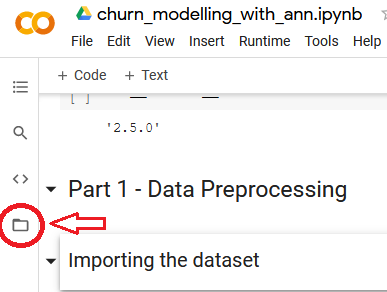 churn_modelling_with_ann.ipynb
File Edit View Insert Runtime Tools Help
+ Code + Text
[ ]
'2.5.0'
Part 1 - Data Preprocessing
Importing the dataset